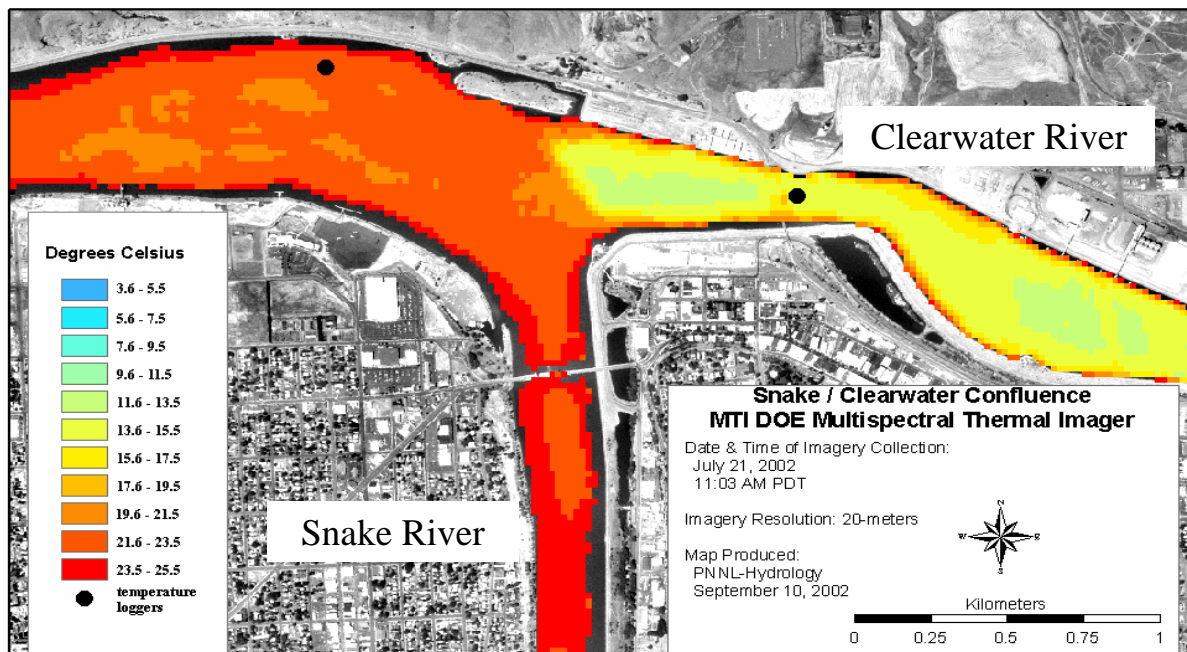 Clearwater River
Snake River
Degrees Celsius
3.6 - 5.5
5.6 - 7.5
7.6 - 9.5
9.6 - 11.5
11.6 - 13.5
13.6 - 15.5
15.6 - 17.5
17.6 - 19.5
19.6 - 21.5
21.6 - 23.5
23.5 - 25.5
temperature
loggers
Snake / Clearwater Confluence
MTI DOE Multispectral Thermal Imager
Date & Time of Imagery Collection:
July 21, 2002
11:03 AM PDT
Imagery Resolution: 20-meters
Map Produced:
PNNL-Hydrology
September 10, 2002
N
W E
S
Kilometers
0 0.25 0.5 0.75 1